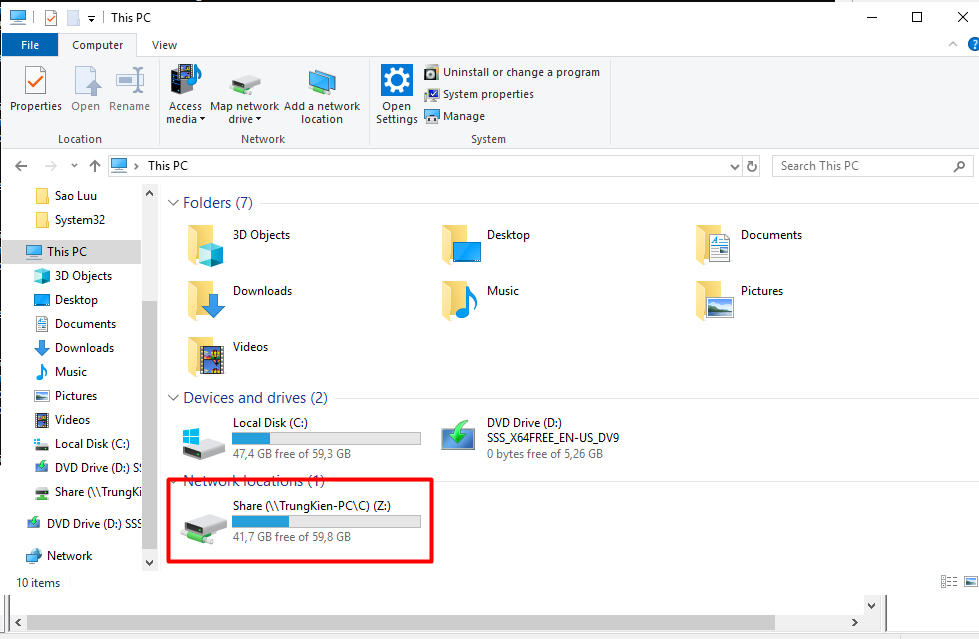 This PC
File Computer View
Properties Open Rename
Location
Access media Map network drive Add a network location
Network
Open Settings
Uninstall or change a program
System properties
Manage
System
This PC
Search This PC
Sao Luu
System32
This PC
3D Objects
Desktop
Documents
Downloads
Music
Pictures
Videos
Local Disk (C:)
DVD Drive (D:) SS
Share (\\TrungKi
DVD Drive (D:) SSS
Network
Folders (7)
3D Objects
Desktop
Documents
Downloads
Music
Pictures
Videos
Devices and drives (2)
Local Disk (C:)
47,4 GB free of 59,3 GB
DVD Drive (D:)
SSS_X64FREE_EN-US_DV9
0 bytes free of 5,26 GB
Network locations (1)
Share (\\TrungKien-PC\C) (Z:)
41,7 GB free of 59,8 GB
10 items